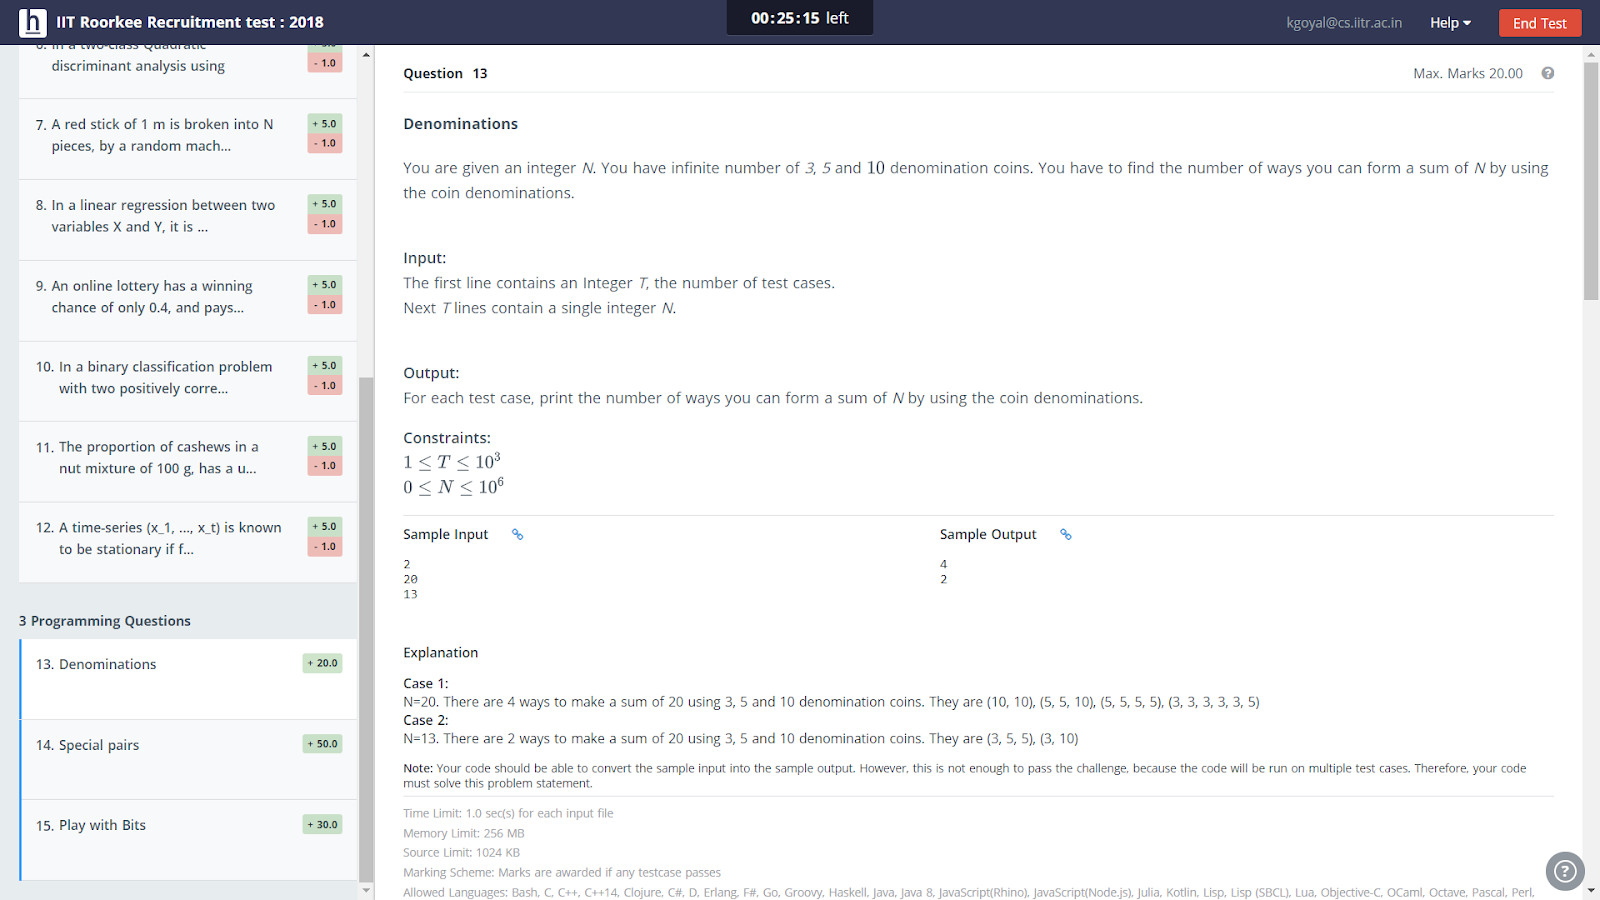 h IIT Roorkee Recruitment test : 2018
00:25:15 left
kgoyal@cs.iitr.ac.in Help End Test
6. In a two-class Quadratic
discriminant analysis using
- 1.0
7. A red stick of 1 m is broken into N
pieces, by a random mach...
+ 5.0
- 1.0
8. In a linear regression between two
variables X and Y, it is ...
+ 5.0
- 1.0
9. An online lottery has a winning
chance of only 0.4, and pays...
+ 5.0
- 1.0
10. In a binary classification problem
with two positively corre...
+ 5.0
- 1.0
11. The proportion of cashews in a
nut mixture of 100 g, has a u...
+ 5.0
- 1.0
12. A time-series (x_1, ..., x_t) is known
to be stationary if f...
+ 5.0
- 1.0
3 Programming Questions
13. Denominations + 20.0
14. Special pairs + 50.0
15. Play with Bits + 30.0
Question 13 Max. Marks 20.00 ?
Denominations
You are given an integer N. You have infinite number of 3, 5 and 10 denomination coins. You have to find the number of ways you can form a sum of N by using
the coin denominations.
Input:
The first line contains an Integer T, the number of test cases.
Next T lines contain a single integer N.
Output:
For each test case, print the number of ways you can form a sum of N by using the coin denominations.
Constraints:
1 ≤ T ≤ 10³
0 ≤ N ≤ 10⁶
Sample Input
2
20
13
Sample Output
4
2
Explanation
Case 1:
N=20. There are 4 ways to make a sum of 20 using 3, 5 and 10 denomination coins. They are (10, 10), (5, 5, 10), (5, 5, 5, 5), (3, 3, 3, 3, 3, 5)
Case 2:
N=13. There are 2 ways to make a sum of 20 using 3, 5 and 10 denomination coins. They are (3, 5, 5), (3, 10)
Note: Your code should be able to convert the sample input into the sample output. However, this is not enough to pass the challenge, because the code will be run on multiple test cases. Therefore, your code
must solve this problem statement.
Time Limit: 1.0 sec(s) for each input file
Memory Limit: 256 MB
Source Limit: 1024 KB
Marking Scheme: Marks are awarded if any testcase passes
Allowed Languages: Bash, C, C++, C++14, Clojure, C#, D, Erlang, F#, Go, Groovy, Haskell, Java, Java 8, JavaScript(Rhino), JavaScript(Node.js), Julia, Kotlin, Lisp, Lisp (SBCL), Lua, Objective-C, OCaml, Octave, Pascal, Perl,
?